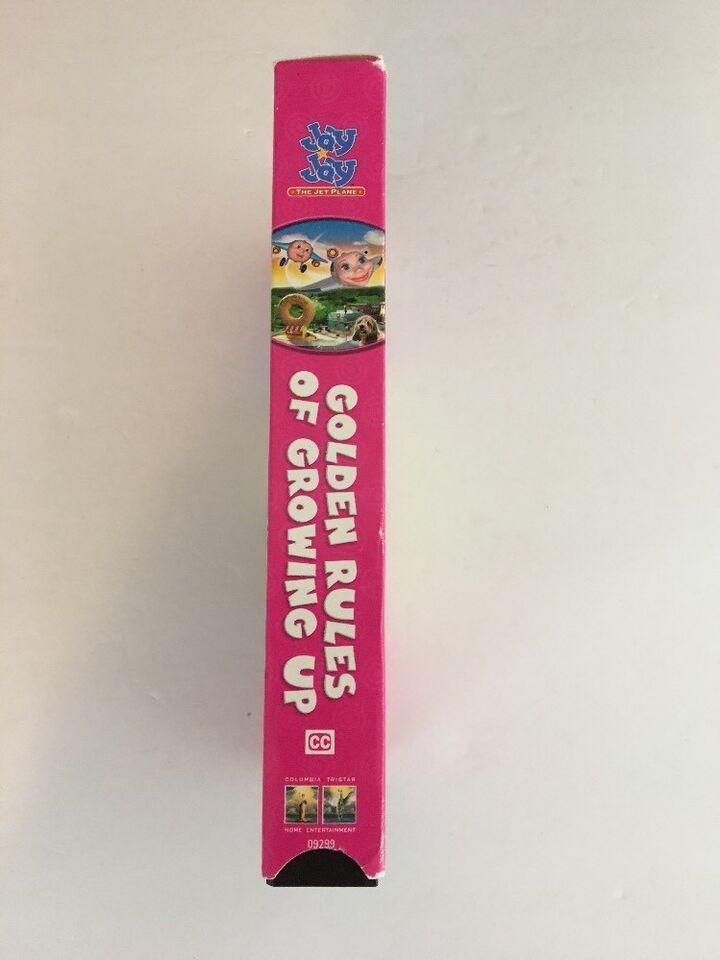 Jay
Jay
THE JET PLANE
GOLDEN RULES
OF GROWING UP
CC
COLUMBIA TRISTAR
HOME ENTERTAINMENT
09299